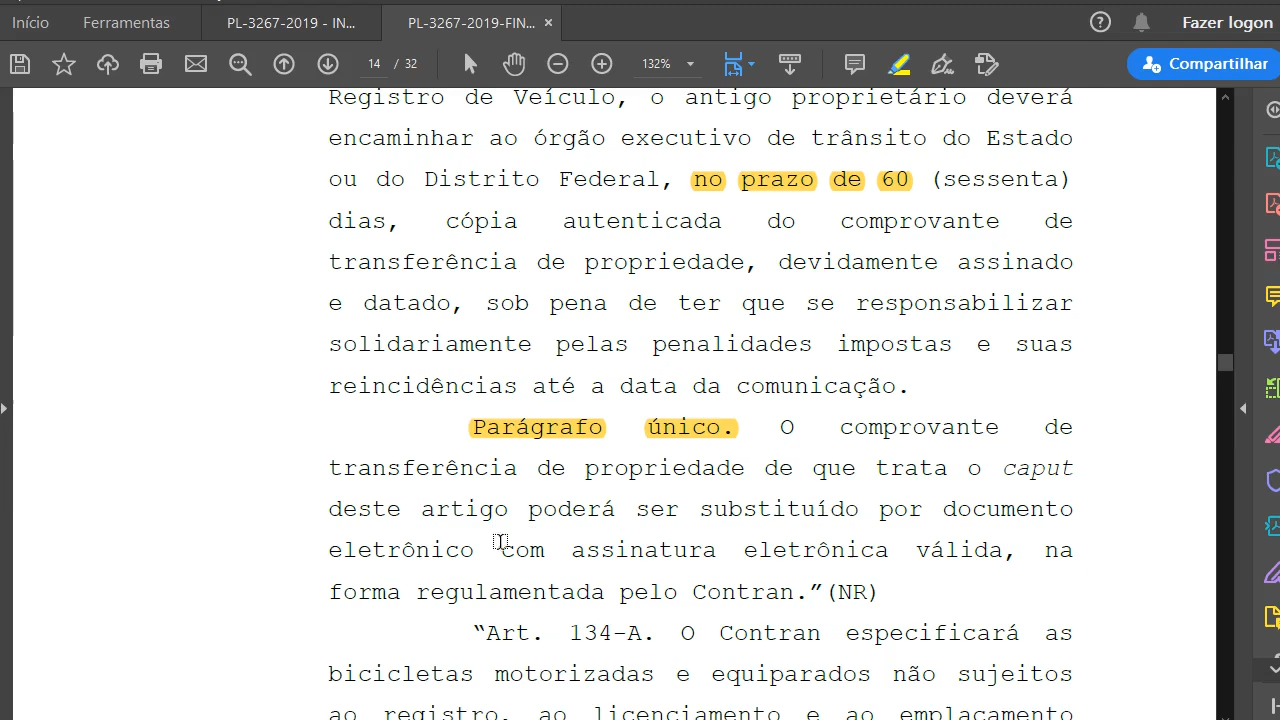 Início Ferramentas PL-3267-2019 - IN... PL-3267-2019-FIN... × Fazer logon
14 / 32 132% Compartilhar
Registro de Veículo, o antigo proprietário deverá
encaminhar ao órgão executivo de trânsito do Estado
ou do Distrito Federal, no prazo de 60 (sessenta)
dias, cópia autenticada do comprovante de
transferência de propriedade, devidamente assinado
e datado, sob pena de ter que se responsabilizar
solidariamente pelas penalidades impostas e suas
reincidências até a data da comunicação.
Parágrafo único. O comprovante de
transferência de propriedade de que trata o caput
deste artigo poderá ser substituído por documento
eletrônico com assinatura eletrônica válida, na
forma regulamentada pelo Contran.”(NR)
“Art. 134-A. O Contran especificará as
bicicletas motorizadas e equiparados não sujeitos
ao registro, ao licenciamento e ao emplacamento